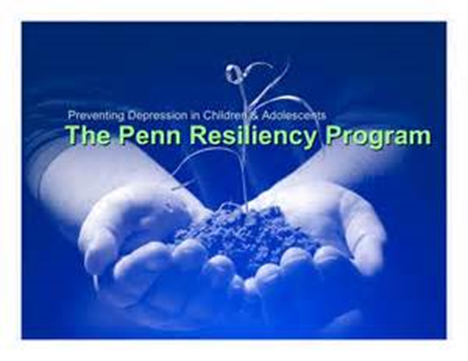 Preventing Depression in Children & Adolescents
The Penn Resiliency Program